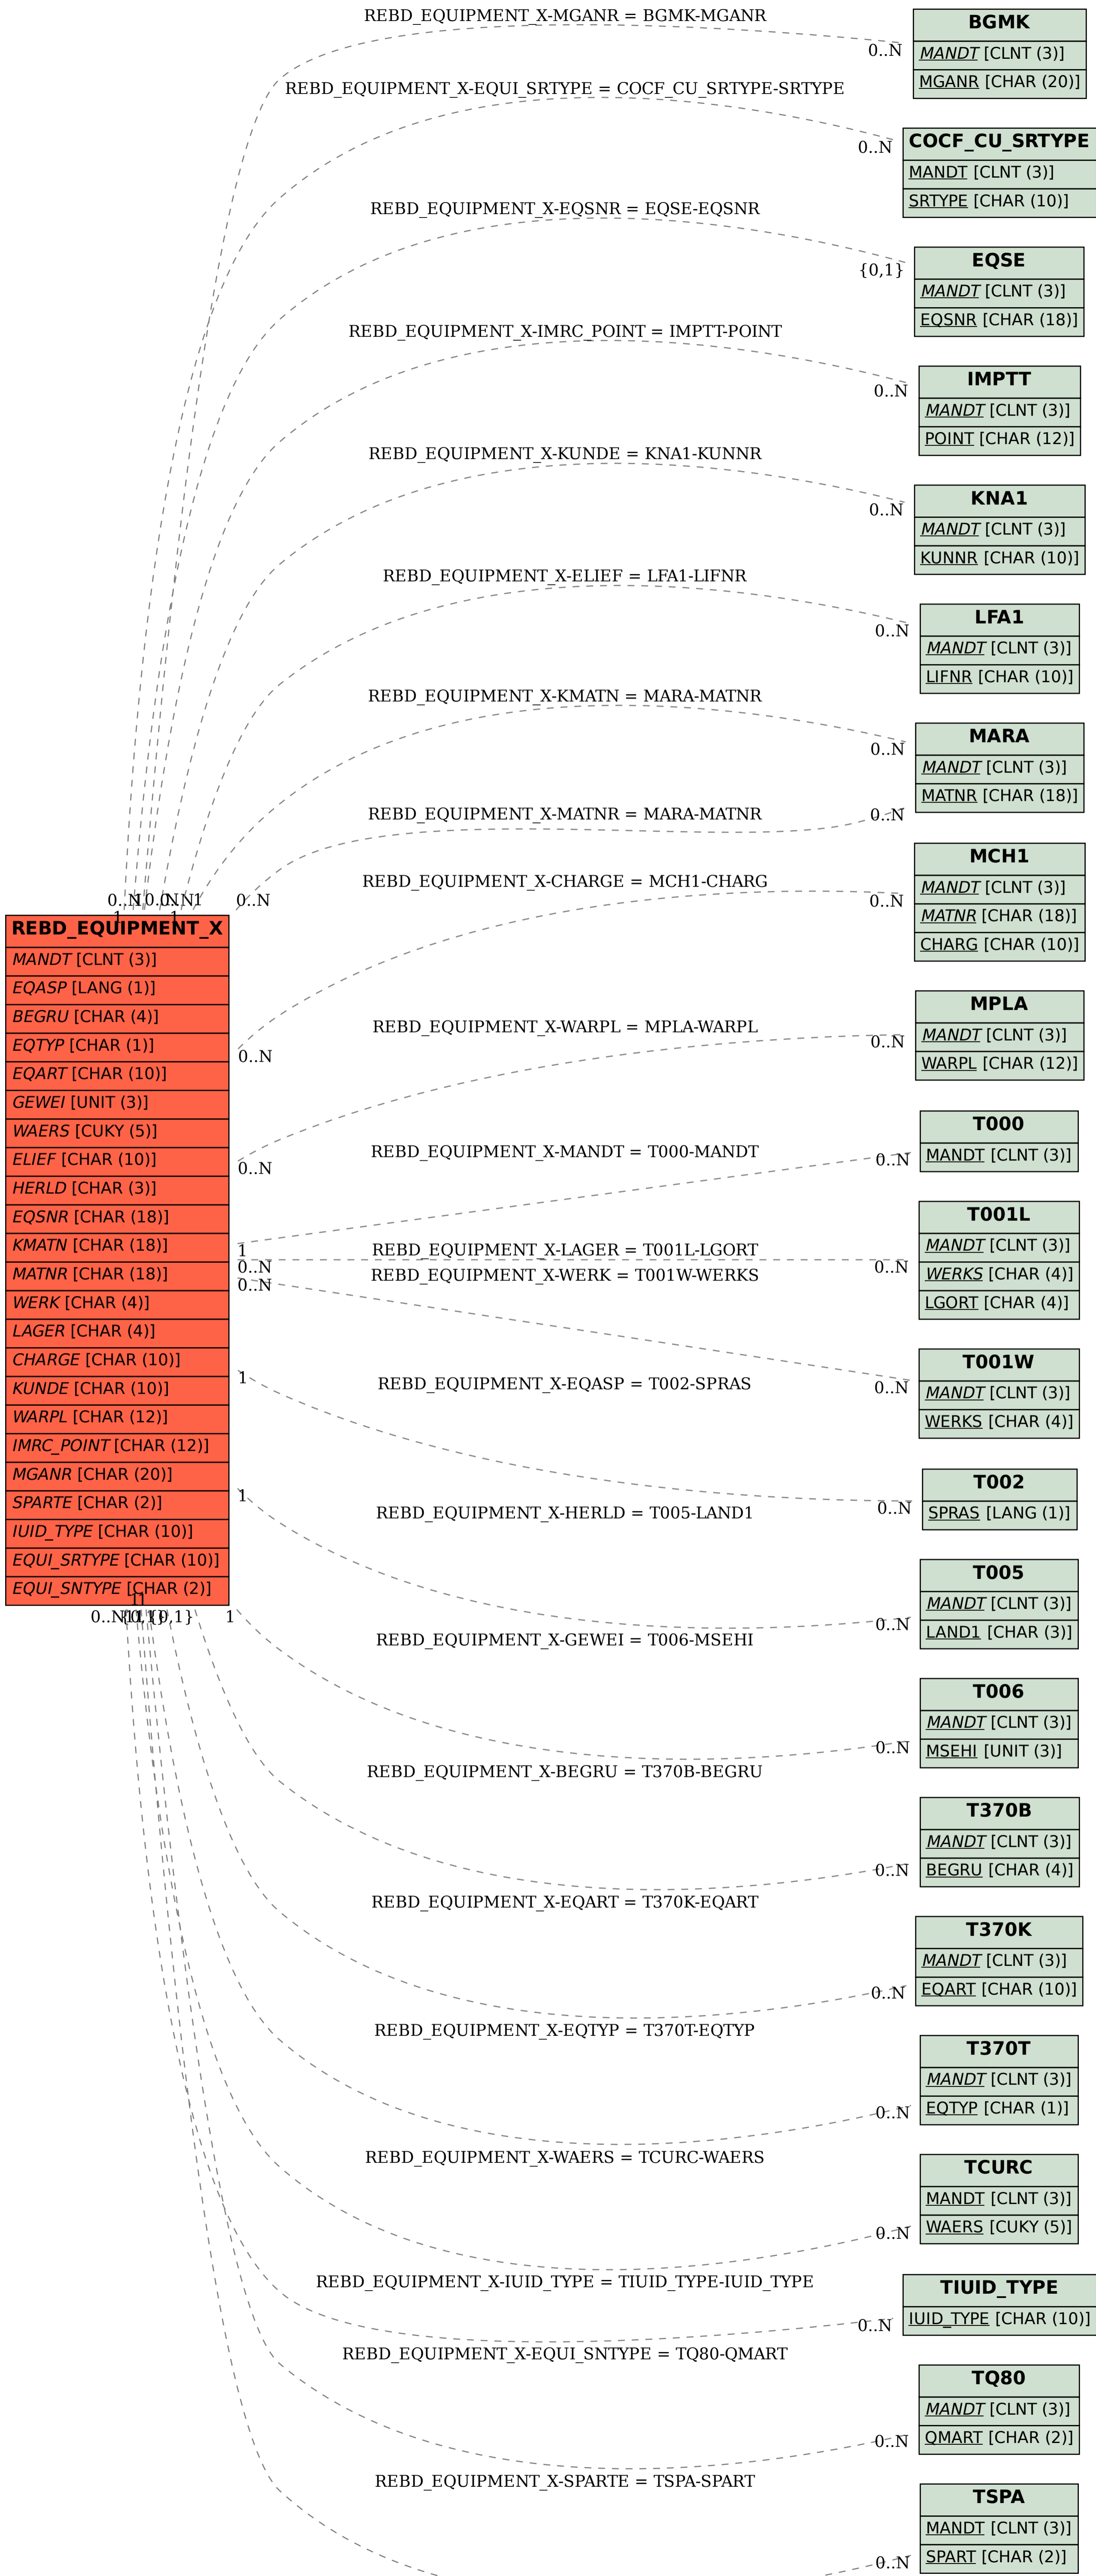 REBD_EQUIPMENT_X-MGANR = BGMK-MGANR
0..N
BGMK
MANDT [CLNT (3)]
MGANR [CHAR (20)]
REBD_EQUIPMENT_X-EQUI_SRTYPE = COCF_CU_SRTYPE-SRTYPE
0..N
COCF_CU_SRTYPE
MANDT [CLNT (3)]
SRTYPE [CHAR (10)]
REBD_EQUIPMENT_X-EQSNR = EQSE-EQSNR
{0,1}
EQSE
MANDT [CLNT (3)]
EQSNR [CHAR (18)]
REBD_EQUIPMENT_X-IMRC_POINT = IMPTT-POINT
0..N
IMPTT
MANDT [CLNT (3)]
POINT [CHAR (12)]
REBD_EQUIPMENT_X-KUNDE = KNA1-KUNNR
0..N
KNA1
MANDT [CLNT (3)]
KUNNR [CHAR (10)]
REBD_EQUIPMENT_X-ELIEF = LFA1-LIFNR
0..N
LFA1
MANDT [CLNT (3)]
LIFNR [CHAR (10)]
REBD_EQUIPMENT_X-KMATN = MARA-MATNR
0..N
MARA
MANDT [CLNT (3)]
MATNR [CHAR (18)]
REBD_EQUIPMENT_X-MATNR = MARA-MATNR
0..N
0..N
REBD_EQUIPMENT_X-CHARGE = MCH1-CHARG
0..N
0..N
MCH1
MANDT [CLNT (3)]
MATNR [CHAR (18)]
CHARG [CHAR (10)]
REBD_EQUIPMENT_X
MANDT [CLNT (3)]
EQASP [LANG (1)]
BEGRU [CHAR (4)]
EQTYP [CHAR (1)]
EQART [CHAR (10)]
GEWEI [UNIT (3)]
WAERS [CUKY (5)]
ELIEF [CHAR (10)]
HERLD [CHAR (3)]
EQSNR [CHAR (18)]
KMATN [CHAR (18)]
MATNR [CHAR (18)]
WERK [CHAR (4)]
LAGER [CHAR (4)]
CHARGE [CHAR (10)]
KUNDE [CHAR (10)]
WARPL [CHAR (12)]
IMRC_POINT [CHAR (12)]
MGANR [CHAR (20)]
SPARTE [CHAR (2)]
IUID_TYPE [CHAR (10)]
EQUI_SRTYPE [CHAR (10)]
EQUI_SNTYPE [CHAR (2)]
REBD_EQUIPMENT_X-WARPL = MPLA-WARPL
0..N
0..N
MPLA
MANDT [CLNT (3)]
WARPL [CHAR (12)]
REBD_EQUIPMENT_X-MANDT = T000-MANDT
1
0..N
T000
MANDT [CLNT (3)]
REBD_EQUIPMENT_X-LAGER = T001L-LGORT
0..N
0..N
T001L
MANDT [CLNT (3)]
WERKS [CHAR (4)]
LGORT [CHAR (4)]
REBD_EQUIPMENT_X-WERK = T001W-WERKS
0..N
0..N
T001W
MANDT [CLNT (3)]
WERKS [CHAR (4)]
REBD_EQUIPMENT_X-EQASP = T002-SPRAS
1
0..N
T002
SPRAS [LANG (1)]
REBD_EQUIPMENT_X-HERLD = T005-LAND1
1
0..N
T005
MANDT [CLNT (3)]
LAND1 [CHAR (3)]
REBD_EQUIPMENT_X-GEWEI = T006-MSEHI
1
0..N
T006
MANDT [CLNT (3)]
MSEHI [UNIT (3)]
REBD_EQUIPMENT_X-BEGRU = T370B-BEGRU
0..N
T370B
MANDT [CLNT (3)]
BEGRU [CHAR (4)]
REBD_EQUIPMENT_X-EQART = T370K-EQART
0..N
T370K
MANDT [CLNT (3)]
EQART [CHAR (10)]
REBD_EQUIPMENT_X-EQTYP = T370T-EQTYP
0..N
T370T
MANDT [CLNT (3)]
EQTYP [CHAR (1)]
REBD_EQUIPMENT_X-WAERS = TCURC-WAERS
0..N
TCURC
MANDT [CLNT (3)]
WAERS [CUKY (5)]
REBD_EQUIPMENT_X-IUID_TYPE = TIUID_TYPE-IUID_TYPE
0..N
TIUID_TYPE
IUID_TYPE [CHAR (10)]
REBD_EQUIPMENT_X-EQUI_SNTYPE = TQ80-QMART
0..N
TQ80
MANDT [CLNT (3)]
QMART [CHAR (2)]
REBD_EQUIPMENT_X-SPARTE = TSPA-SPART
0..N
TSPA
MANDT [CLNT (3)]
SPART [CHAR (2)]